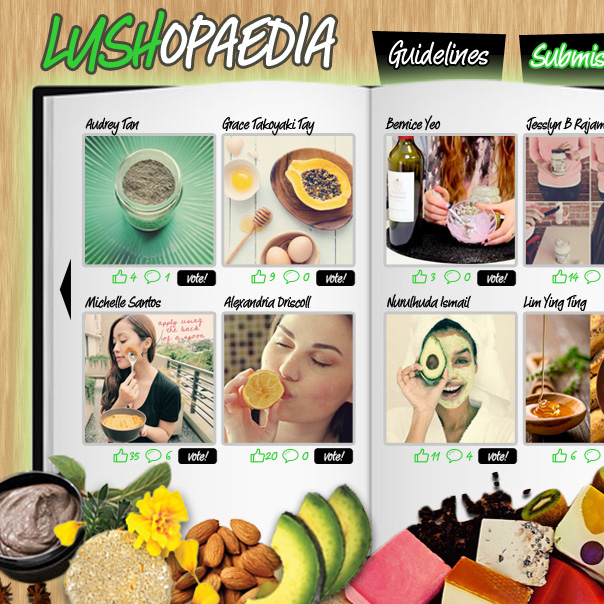 LUSHOPAEDIA
Guidelines
Submis
Audrey Tan
Grace Takoyaki Tay
Bernice Yeo
Jesslyn B Rajam
4 1 vote!
9 0 vote!
3 0 vote!
14
Michelle Santos
Alexandria Driscoll
Nurulhuda Ismail
Lim Ying Ting
apply using
the back
of a spoon
35 6 vote!
20 0 vote!
11 4 vote!
6